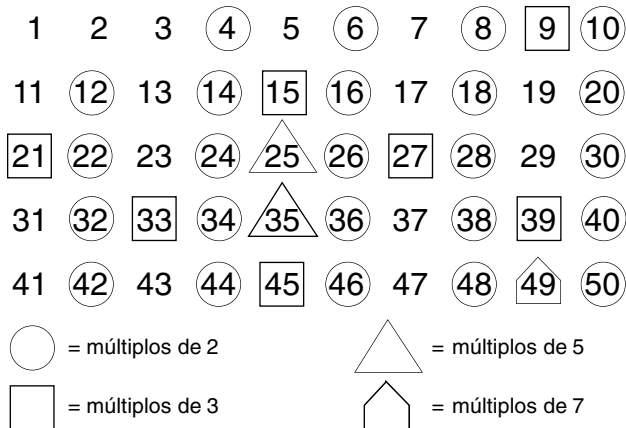 1 2 3 4 5 6 7 8 9 10
11 12 13 14 15 16 17 18 19 20
21 22 23 24 25 26 27 28 29 30
31 32 33 34 35 36 37 38 39 40
41 42 43 44 45 46 47 48 49 50
= múltiplos de 2
= múltiplos de 5
= múltiplos de 3
= múltiplos de 7